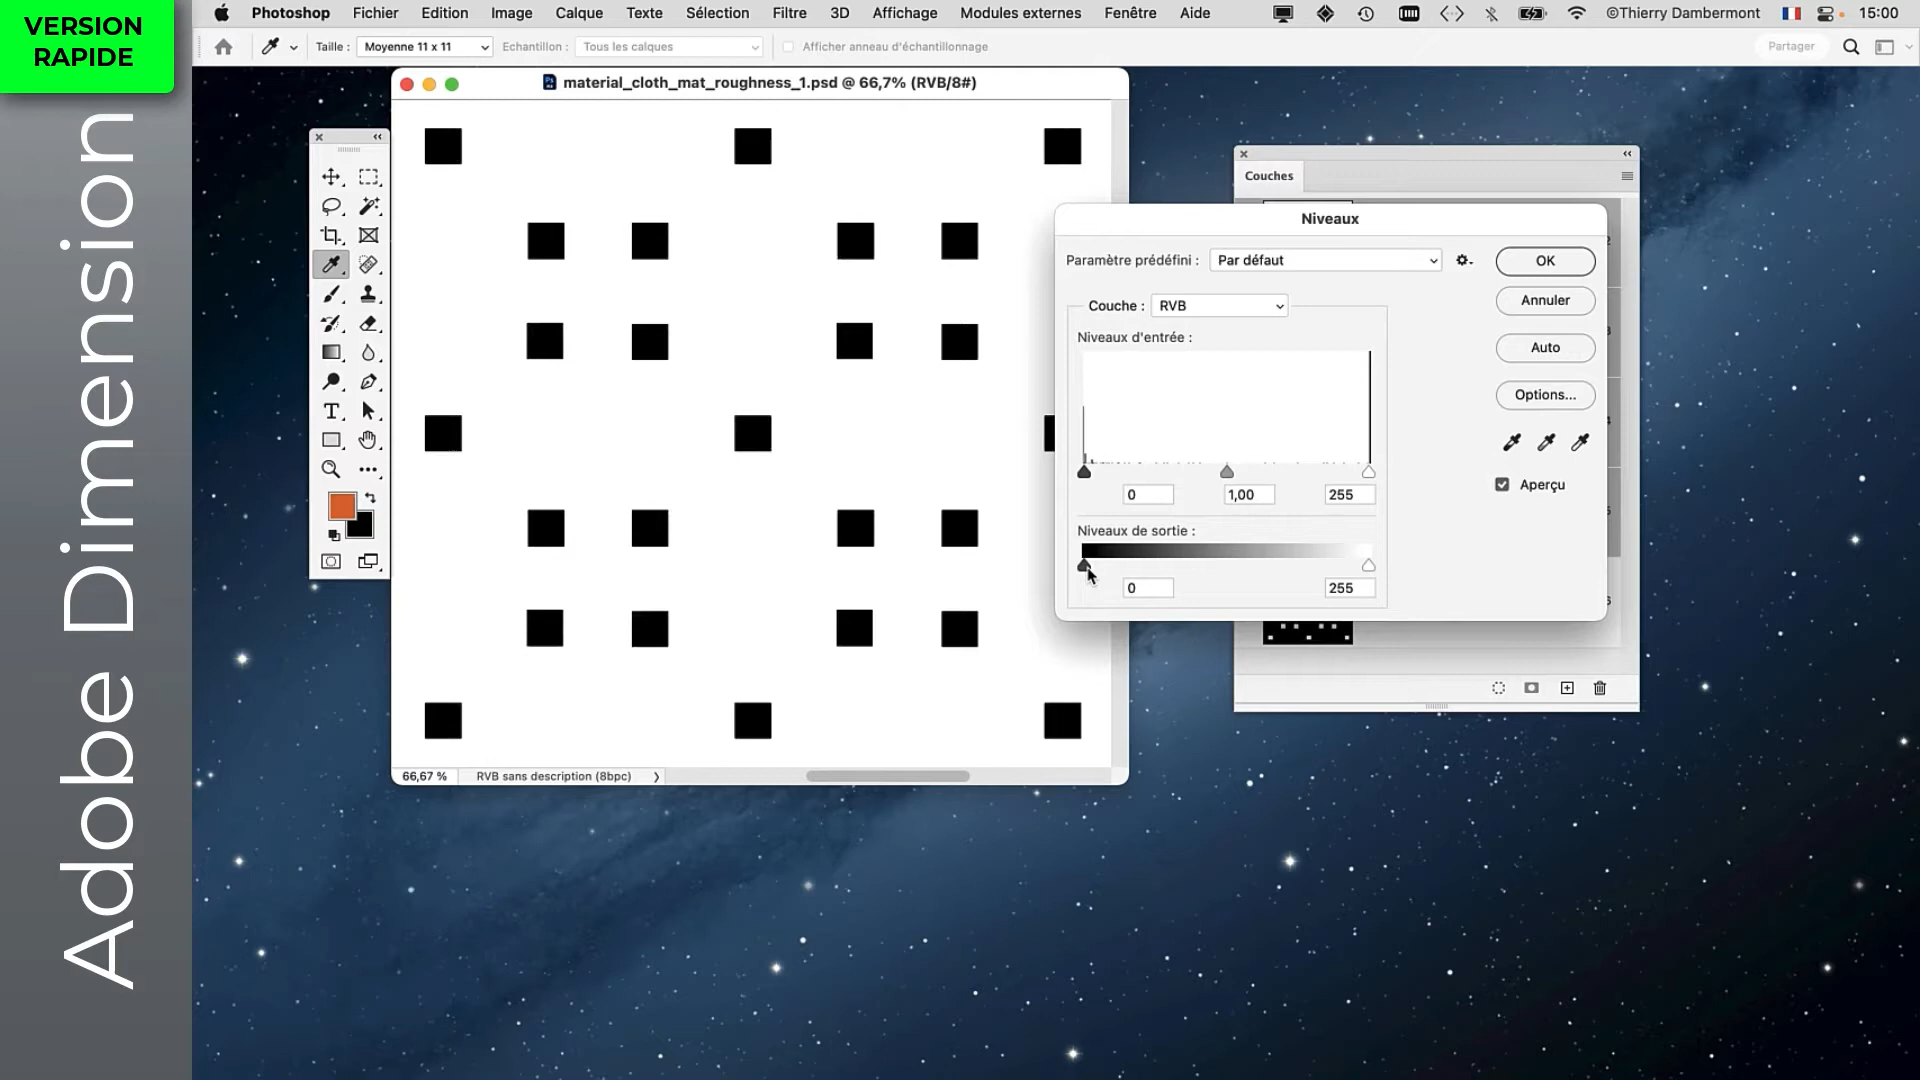 VERSION
RAPIDE
Adobe Dimension
Photoshop Fichier Edition Image Calque Texte Sélection Filtre 3D Affichage Modules externes Fenêtre Aide ©Thierry Dambermont 15:00
Taille : Moyenne 11 x 11 Echantillon : Tous les calques Afficher anneau d'échantillonnage Partager
material_cloth_mat_roughness_1.psd @ 66,7% (RVB/8#)
66,67 % RVB sans description (8bpc)
Couches
Niveaux
Paramètre prédéfini : Par défaut
OK
Annuler
Auto
Options...
Aperçu
Couche : RVB
Niveaux d'entrée :
0 1,00 255
Niveaux de sortie :
0 255